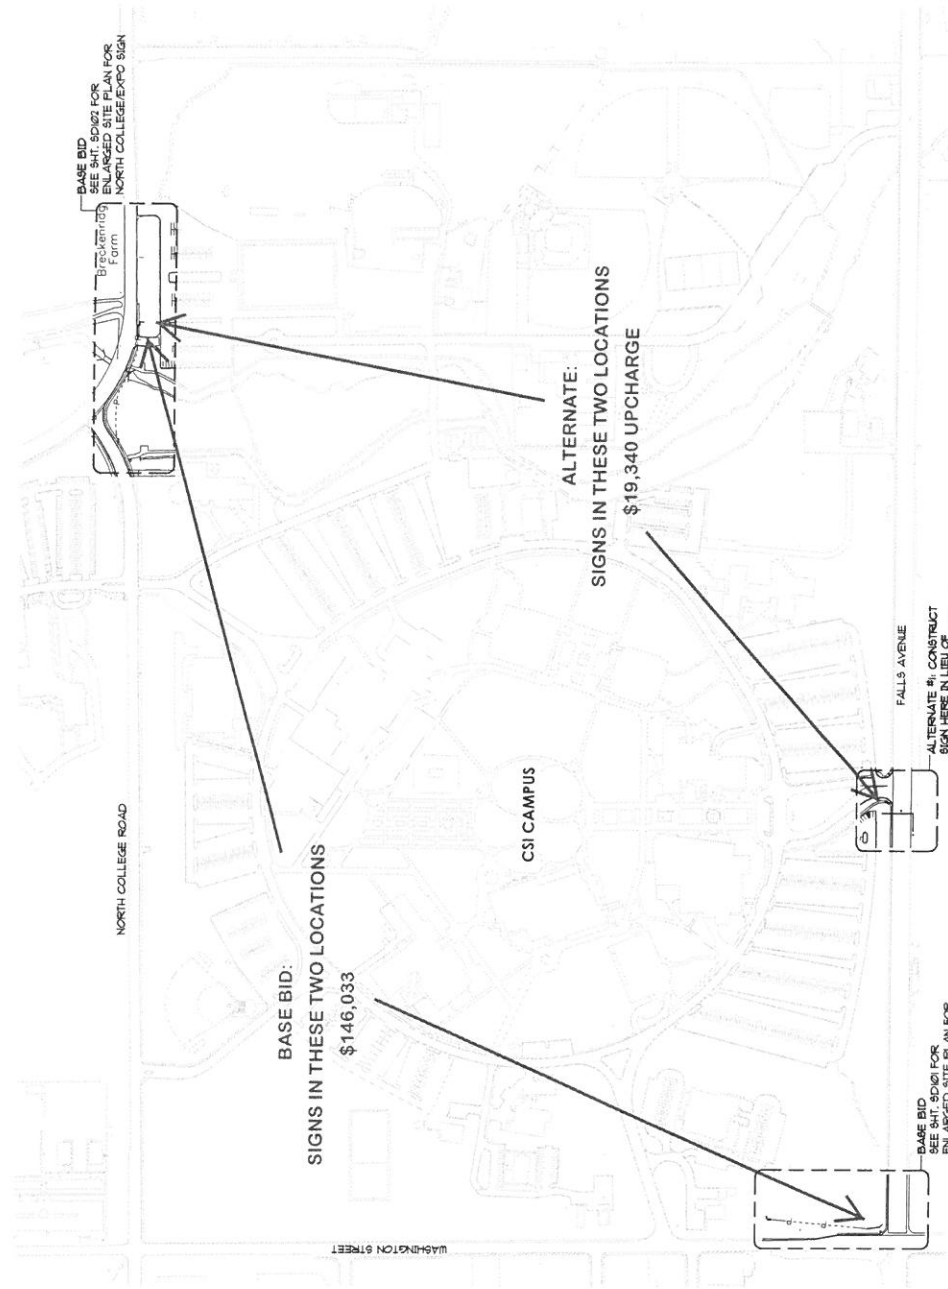 BASE BID
SEE SHT. SD102 FOR
ENLARGED SITE PLAN FOR
NORTH COLLEGE/EXPO SIGN
Breckenridg
Farm
NORTH COLLEGE ROAD
ALTERNATE:
SIGNS IN THESE TWO LOCATIONS
$19,340 UPCHARGE
BASE BID:
SIGNS IN THESE TWO LOCATIONS
$146,033
CSI CAMPUS
FALLS AVENUE
ALTERNATE #1: CONSTRUCT
SIGN HERE IN LIEU OF
WASHINGTON STREET
BASE BID
SEE SHT. SD101 FOR
ENLARGED SITE PLAN FOR